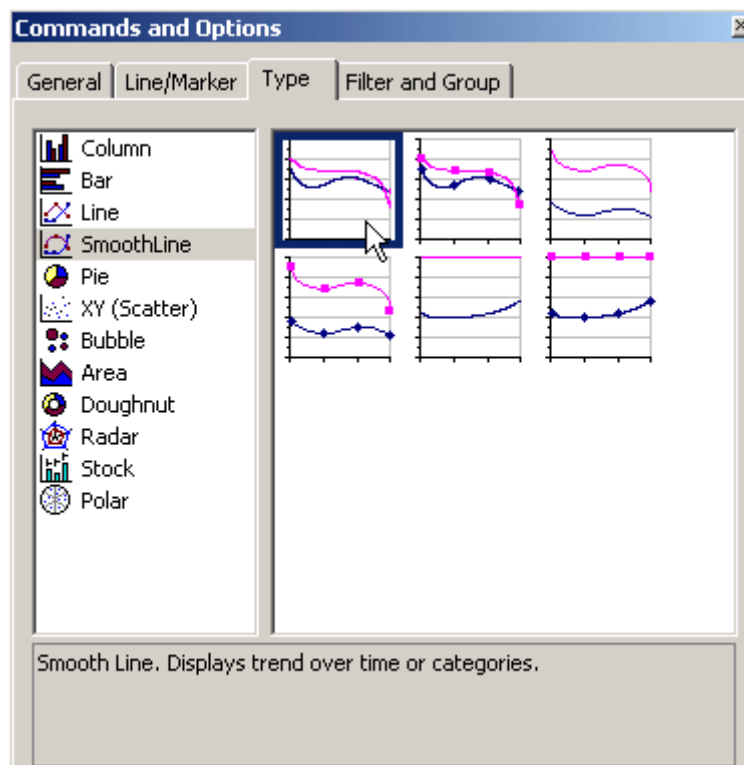 Commands and Options
General Line/Marker Type Filter and Group
Column
Bar
Line
SmoothLine
Pie
XY (Scatter)
Bubble
Area
Doughnut
Radar
Stock
Polar
Smooth Line. Displays trend over time or categories.